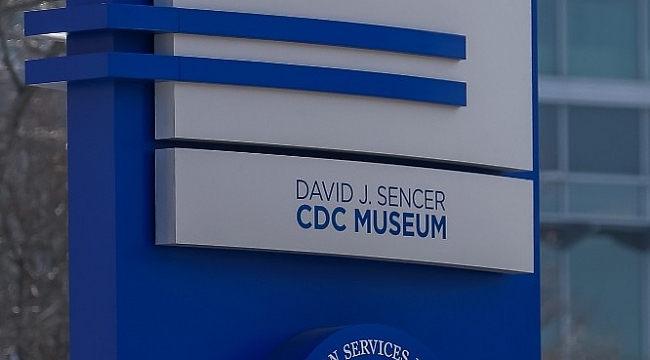 DAVID J. SENCER
CDC MUSEUM
SERVICES